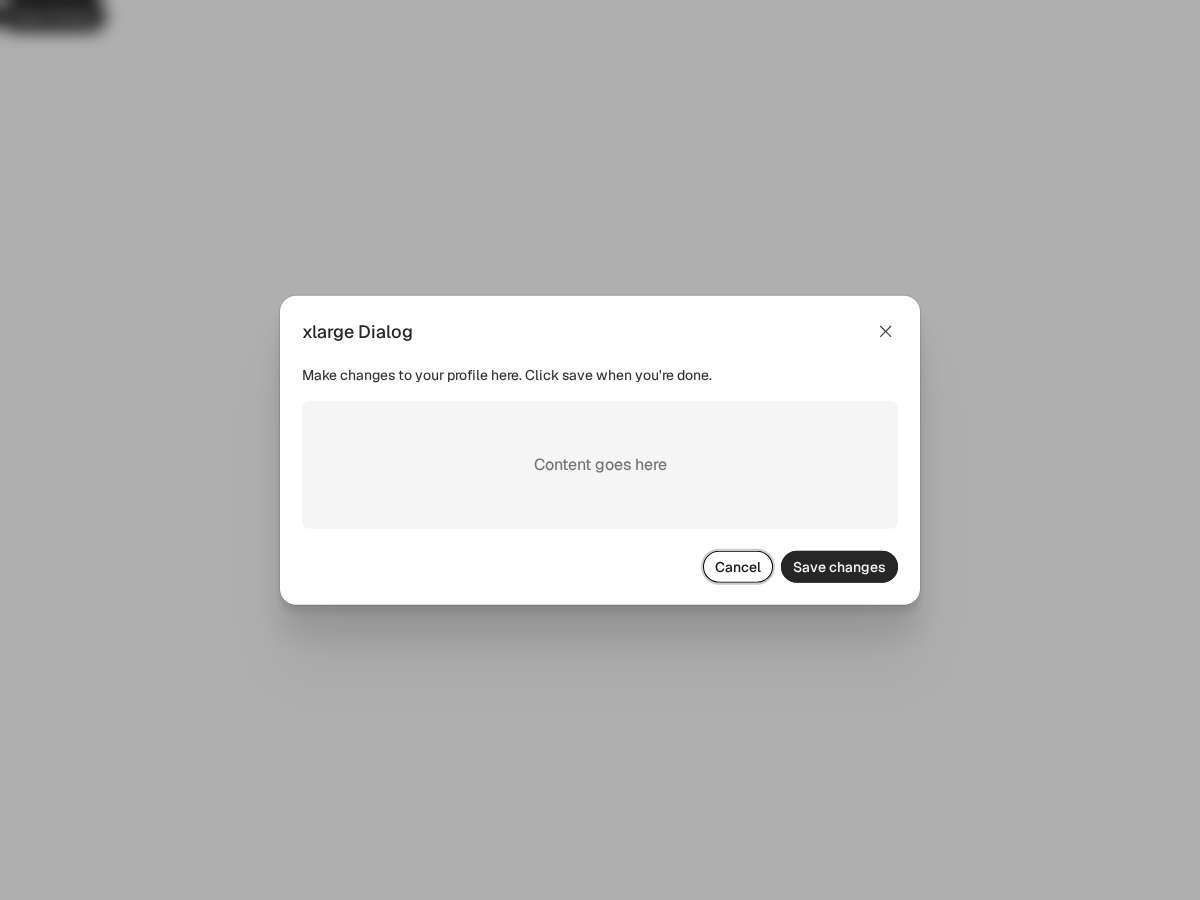 xlarge Dialog
Make changes to your profile here. Click save when you're done.
Content goes here
Cancel
Save changes